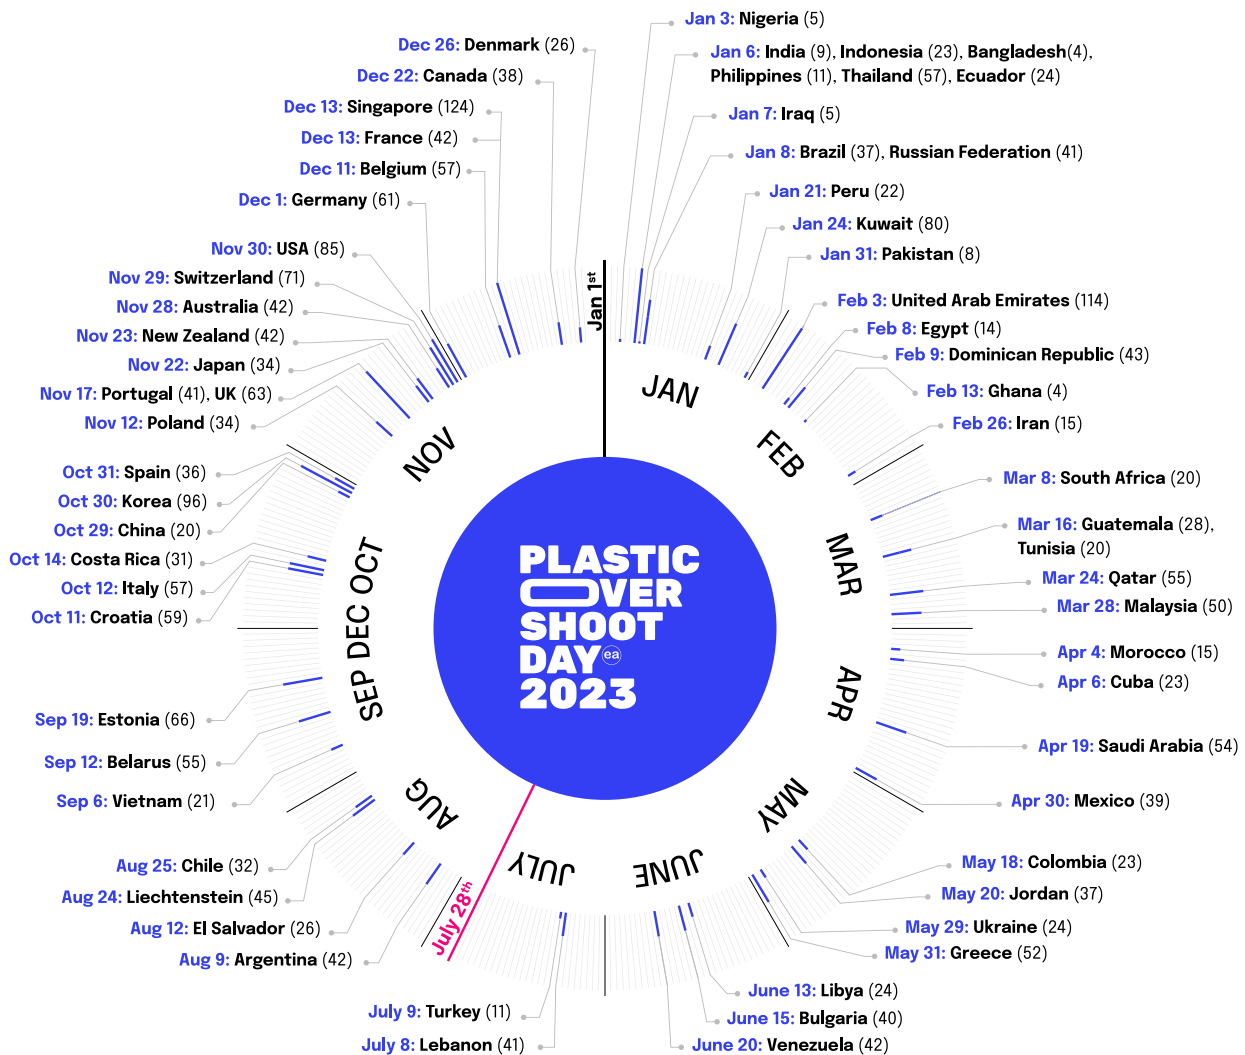 Jan 3: Nigeria (5)
Jan 6: India (9), Indonesia (23), Bangladesh(4),
Philippines (11), Thailand (57), Ecuador (24)
Jan 7: Iraq (5)
Jan 8: Brazil (37), Russian Federation (41)
Jan 21: Peru (22)
Jan 24: Kuwait (80)
Jan 31: Pakistan (8)
Feb 3: United Arab Emirates (114)
Feb 8: Egypt (14)
Feb 9: Dominican Republic (43)
Feb 13: Ghana (4)
Feb 26: Iran (15)
Mar 8: South Africa (20)
Mar 16: Guatemala (28),
Tunisia (20)
Mar 24: Qatar (55)
Mar 28: Malaysia (50)
Apr 4: Morocco (15)
Apr 6: Cuba (23)
Apr 19: Saudi Arabia (54)
Apr 30: Mexico (39)
May 18: Colombia (23)
May 20: Jordan (37)
May 29: Ukraine (24)
May 31: Greece (52)
June 13: Libya (24)
June 15: Bulgaria (40)
June 20: Venezuela (42)
July 8: Lebanon (41)
July 9: Turkey (11)
Aug 9: Argentina (42)
Aug 12: El Salvador (26)
Aug 24: Liechtenstein (45)
Aug 25: Chile (32)
Sep 6: Vietnam (21)
Sep 12: Belarus (55)
Sep 19: Estonia (66)
Oct 11: Croatia (59)
Oct 12: Italy (57)
Oct 14: Costa Rica (31)
Oct 29: China (20)
Oct 30: Korea (96)
Oct 31: Spain (36)
Nov 12: Poland (34)
Nov 17: Portugal (41), UK (63)
Nov 22: Japan (34)
Nov 23: New Zealand (42)
Nov 28: Australia (42)
Nov 29: Switzerland (71)
Nov 30: USA (85)
Dec 1: Germany (61)
Dec 11: Belgium (57)
Dec 13: France (42)
Dec 13: Singapore (124)
Dec 22: Canada (38)
Dec 26: Denmark (26)
Jan 1st
JAN
FEB
MAR
APR
MAY
JUNE
JULY
July 28th
AUG
SEP DEC OCT
NOV
PLASTIC
OVER
SHOOT
DAY ea
2023